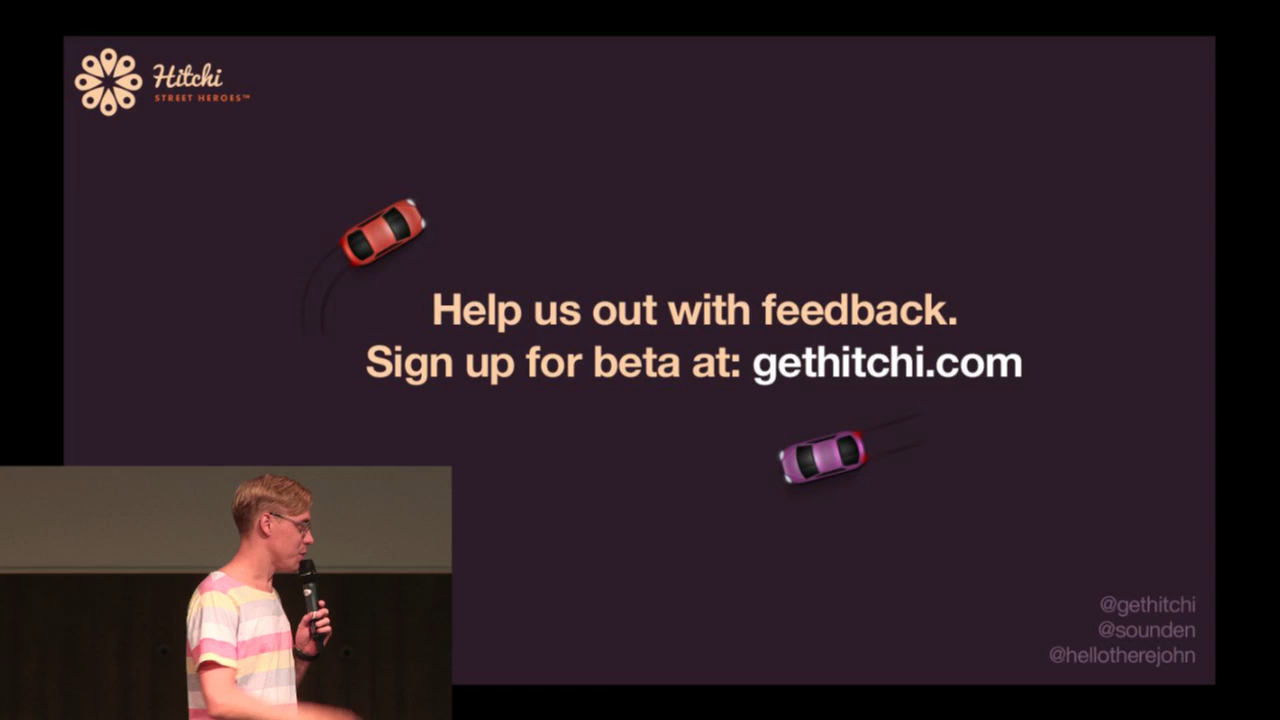 Hitchi
STREET HEROES™
Help us out with feedback.
Sign up for beta at: gethitchi.com
@gethitchi
@sounden
@hellotherejohn